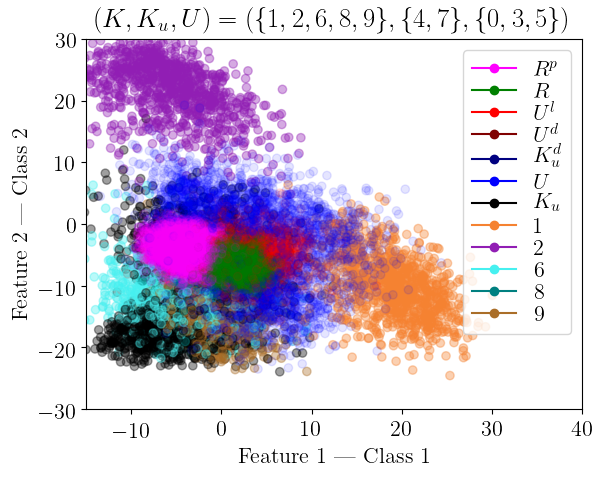 (K, K_u, U) = ({1, 2, 6, 8, 9}, {4, 7}, {0, 3, 5})
30
20
10
0
−10
−20
−30
Feature 2 — Class 2
R^p
R
U^l
U^d
K_u^d
U
K_u
1
2
6
8
9
−10
0
10
20
30
40
Feature 1 — Class 1